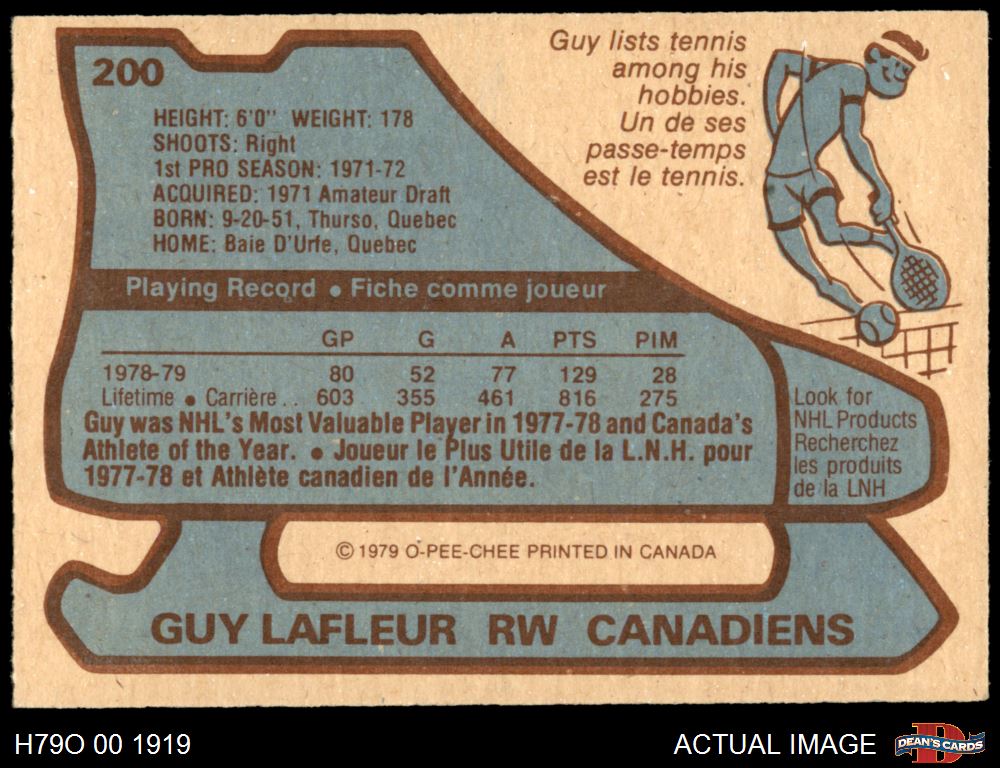 200
Guy lists tennis
among his
hobbies.
Un de ses
passe-temps
est le tennis.
HEIGHT: 6'0" WEIGHT: 178
SHOOTS: Right
1st PRO SEASON: 1971-72
ACQUIRED: 1971 Amateur Draft
BORN: 9-20-51, Thurso, Quebec
HOME: Baie D'Urfe, Quebec
Playing Record • Fiche comme joueur
GP G A PTS PIM
1978-79 80 52 77 129 28
Lifetime • Carrière.. 603 355 461 816 275
Guy was NHL's Most Valuable Player in 1977-78 and Canada's
Athlete of the Year. • Joueur le Plus Utile de la L.N.H. pour
1977-78 et Athlète canadien de l'Année.
Look for
NHL Products
Recherchez
les produits
de la LNH
© 1979 O-PEE-CHEE PRINTED IN CANADA
GUY LAFLEUR RW CANADIENS
H79O 00 1919
ACTUAL IMAGE
D
DEAN'S CARDS